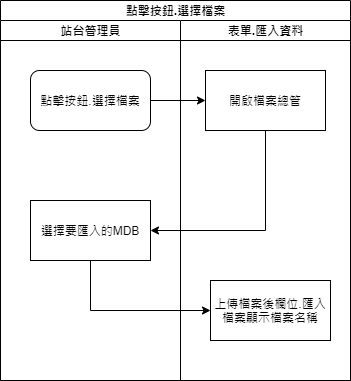 點擊按鈕.選擇檔案
站台管理員
表單.匯入資料
點擊按鈕.選擇檔案
開啟檔案總管
選擇要匯入的MDB
上傳檔案後欄位.匯入
檔案顯示檔案名稱